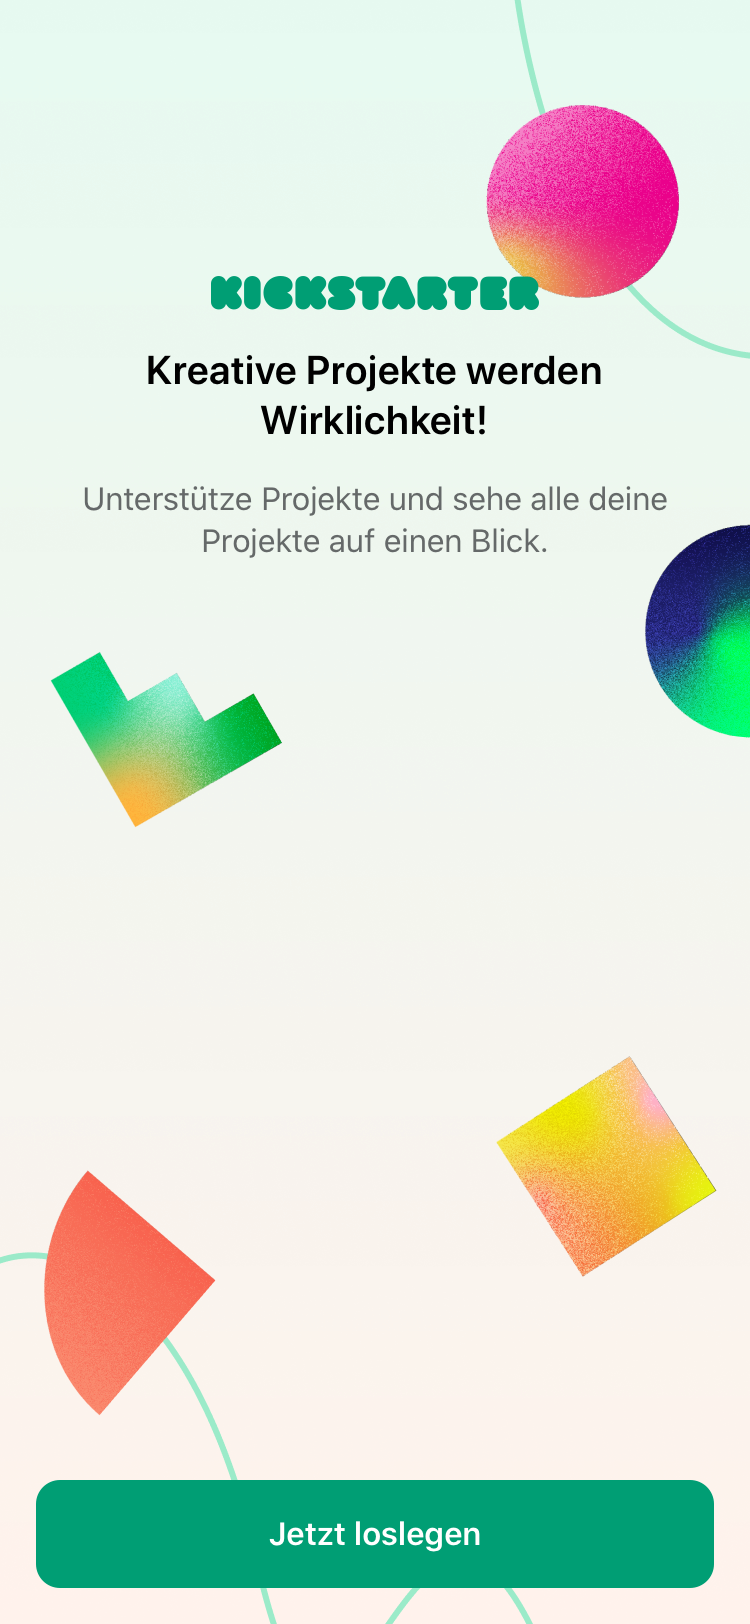 KICKSTARTER
Kreative Projekte werden
Wirklichkeit!
Unterstütze Projekte und sehe alle deine
Projekte auf einen Blick.
Jetzt loslegen